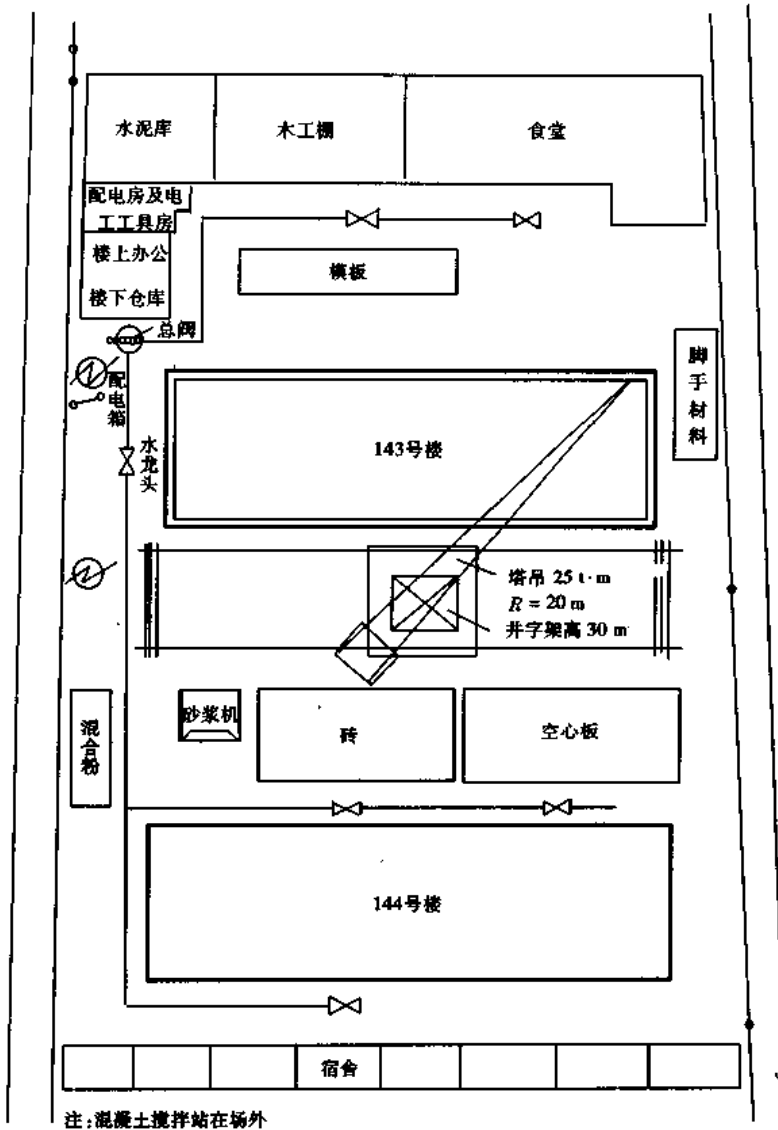 水泥库
木工棚
食堂
配电房及电
工工具房
楼上办公
楼下仓库
模板
总阀
配电箱
脚手材料
水龙头
143号楼
塔吊 25 t·m
R = 20 m
井字架高 30 m
混合粉
砂浆机
砖
空心板
144号楼
宿舍
注:混凝土搅拌站在场外